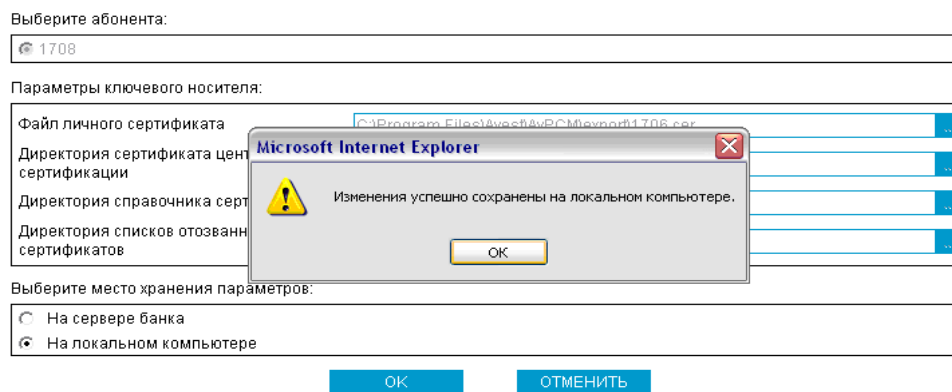 Выберите абонента:
1708
Параметры ключевого носителя:
Файл личного сертификата
C:\Program Files\Avest\AvPCM\export\1706.cer
...
Microsoft Internet Explorer
Директория сертификата цент
сертификации
...
Изменения успешно сохранены на локальном компьютере.
Директория справочника серт
...
Директория списков отозванн
сертификатов
...
OK
Выберите место хранения параметров:
На сервере банка
На локальном компьютере
OK
ОТМЕНИТЬ